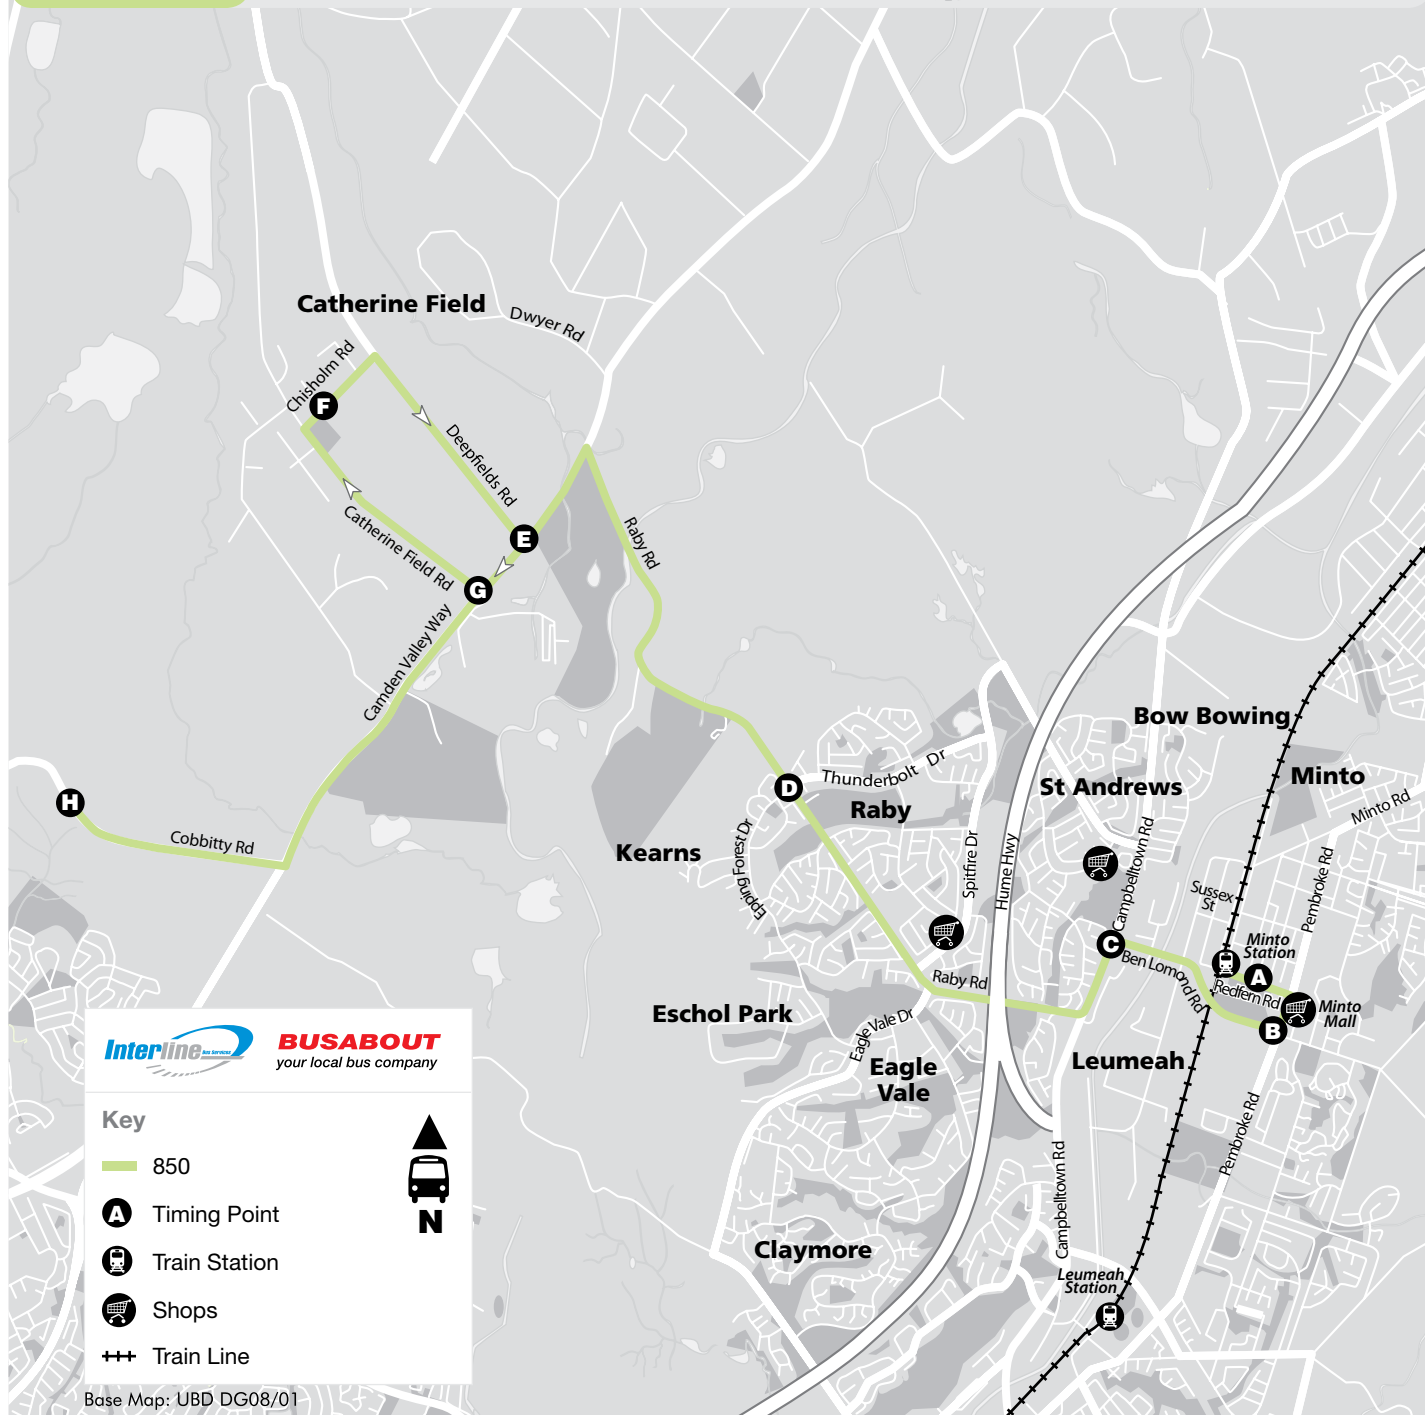 Catherine Field
Dwyer Rd
Chisholm Rd
F
Deepfields Rd
Catherine Field Rd
E
Raby Rd
G
Camden Valley Way
H
Cobbitty Rd
D
Thunderbolt Dr
Raby
Kearns
Epping Forest Dr
Spitfire Dr
Hume Hwy
Bow Bowing
St Andrews
Minto
Minto Rd
Campbelltown Rd
Pembroke Rd
Sussex
St
C
Ben Lomond Rd
Minto
Station
A
Redfern Rd
Minto
Mall
B
Raby Rd
Eschol Park
Eagle Vale Dr
Eagle
Vale
Leumeah
Pembroke Rd
Campbelltown Rd
Claymore
Leumeah
Station
Interline Bus Services
BUSABOUT
your local bus company
Key
850
A Timing Point
Train Station
Shops
Train Line
N
Base Map: UBD DG08/01